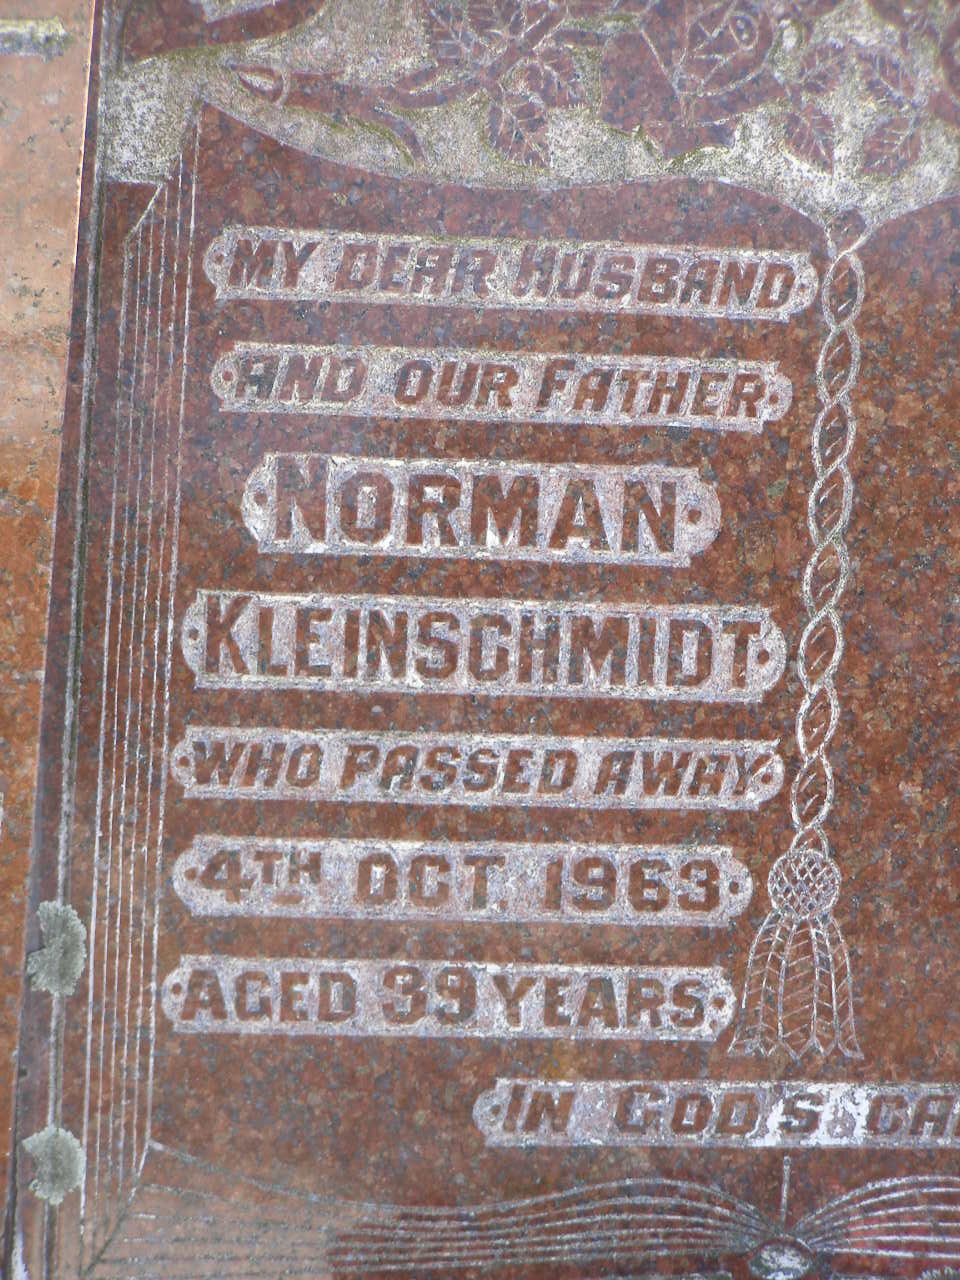 MY DEAR HUSBAND
AND OUR FATHER
NORMAN
KLEINSCHMIDT
WHO PASSED AWAY
4TH OCT 1963
AGED 39 YEARS
IN GOD'S